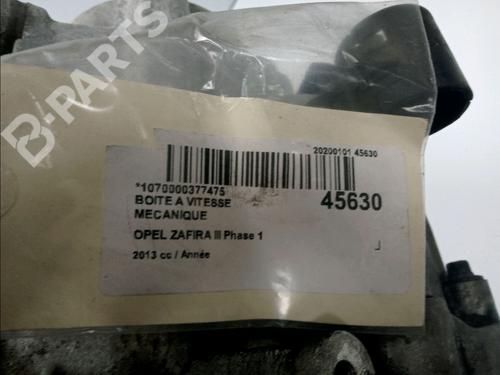 B-PARTS
20200101 45630
*1070000377475
BOITE A VITESSE
MECANIQUE
45630
OPEL ZAFIRA III Phase 1
2013 cc / Année